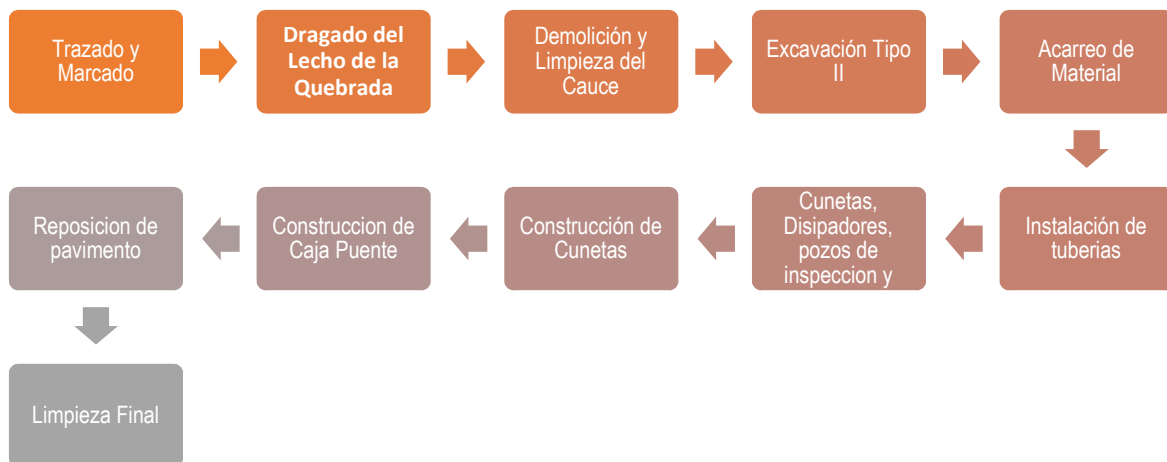 Trazado y
Marcado
Dragado del
Lecho de la
Quebrada
Demolición y
Limpieza del
Cauce
Excavación Tipo
II
Acarreo de
Material
Instalación de
tuberias
Cunetas,
Disipadores,
pozos de
inspeccion y
Construcción de
Cunetas
Construccion de
Caja Puente
Reposicion de
pavimento
Limpieza Final